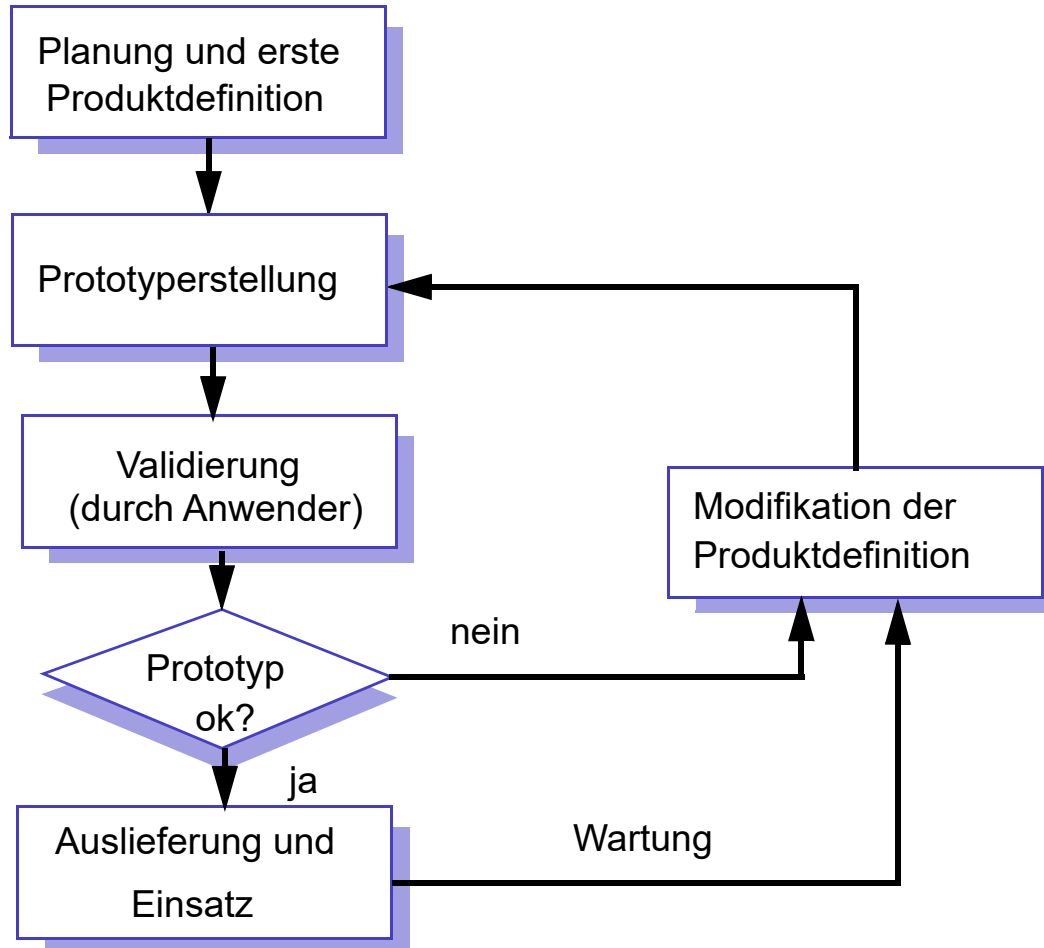 Planung und erste
Produktdefinition
Prototyperstellung
Validierung
(durch Anwender)
Modifikation der
Produktdefinition
nein
Prototyp
ok?
ja
Auslieferung und
Einsatz
Wartung